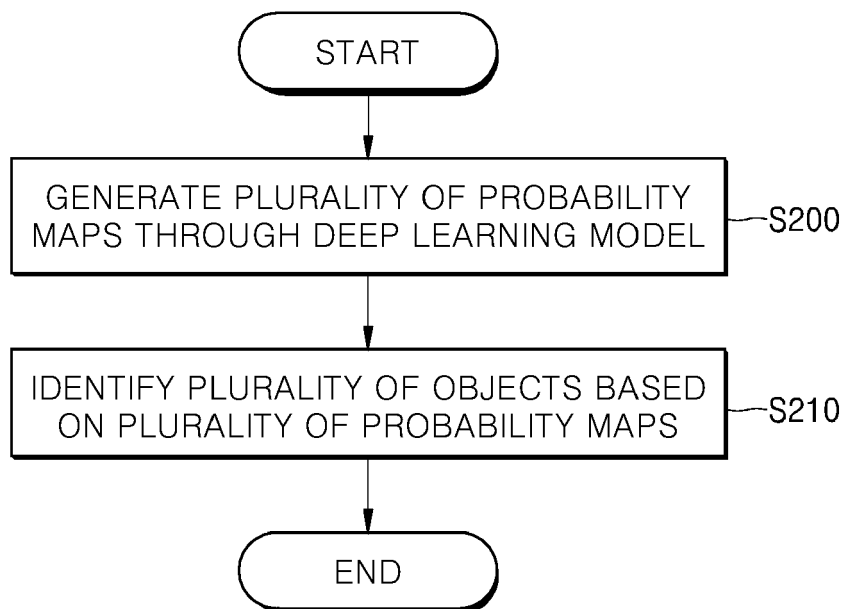 START
GENERATE PLURALITY OF PROBABILITY
MAPS THROUGH DEEP LEARNING MODEL
S200
IDENTIFY PLURALITY OF OBJECTS BASED
ON PLURALITY OF PROBABILITY MAPS
S210
END